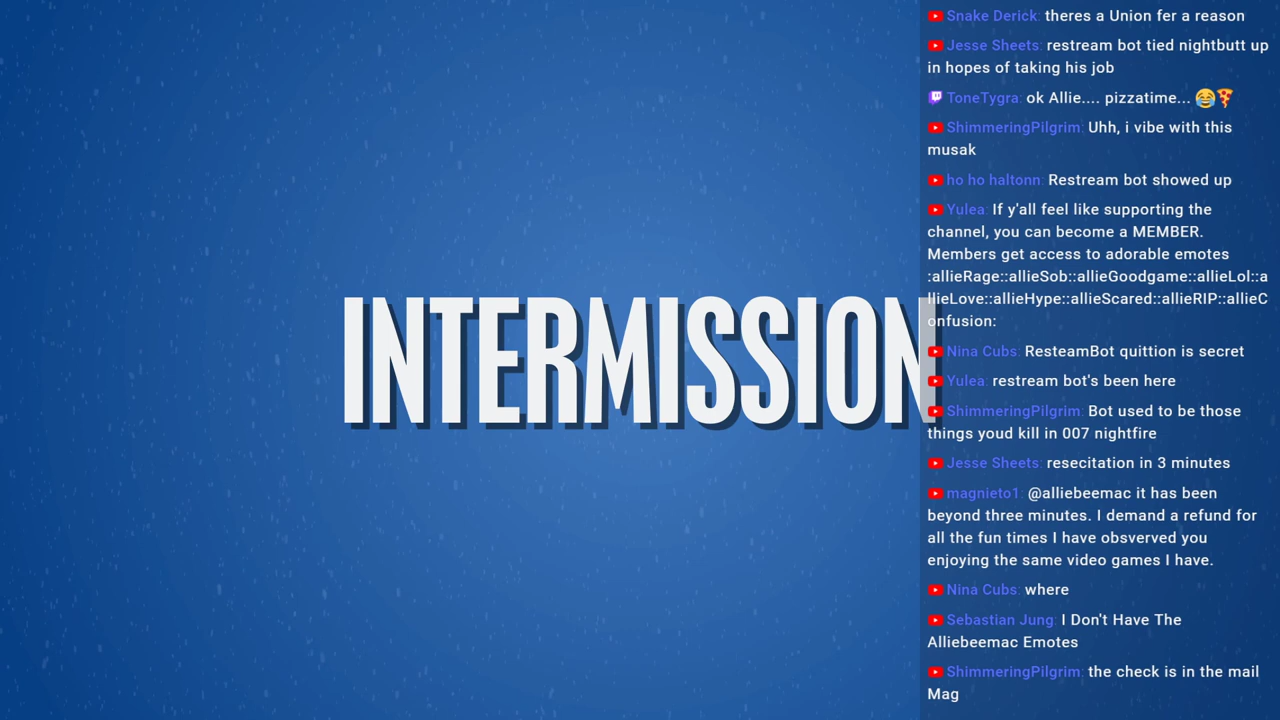 Snake Derick: theres a Union fer a reason
Jesse Sheets: restream bot tied nightbutt up
in hopes of taking his job
ToneTygra: ok Allie.... pizzatime... 😂🍕
ShimmeringPilgrim: Uhh, i vibe with this
musak
ho ho haltonn: Restream bot showed up
Yulea: If y'all feel like supporting the
channel, you can become a MEMBER.
Members get access to adorable emotes
:allieRage::allieSob::allieGoodgame::allieLol::a
llieLove::allieHype::allieScared::allieRIP::allieC
onfusion:
INTERMISSION
Nina Cubs: ResteamBot quittion is secret
Yulea: restream bot's been here
ShimmeringPilgrim: Bot used to be those
things youd kill in 007 nightfire
Jesse Sheets: resecitation in 3 minutes
magnieto1: @alliebeemac it has been
beyond three minutes. I demand a refund for
all the fun times I have obsverved you
enjoying the same video games I have.
Nina Cubs: where
Sebastian Jung: I Don't Have The
Alliebeemac Emotes
ShimmeringPilgrim: the check is in the mail
Mag